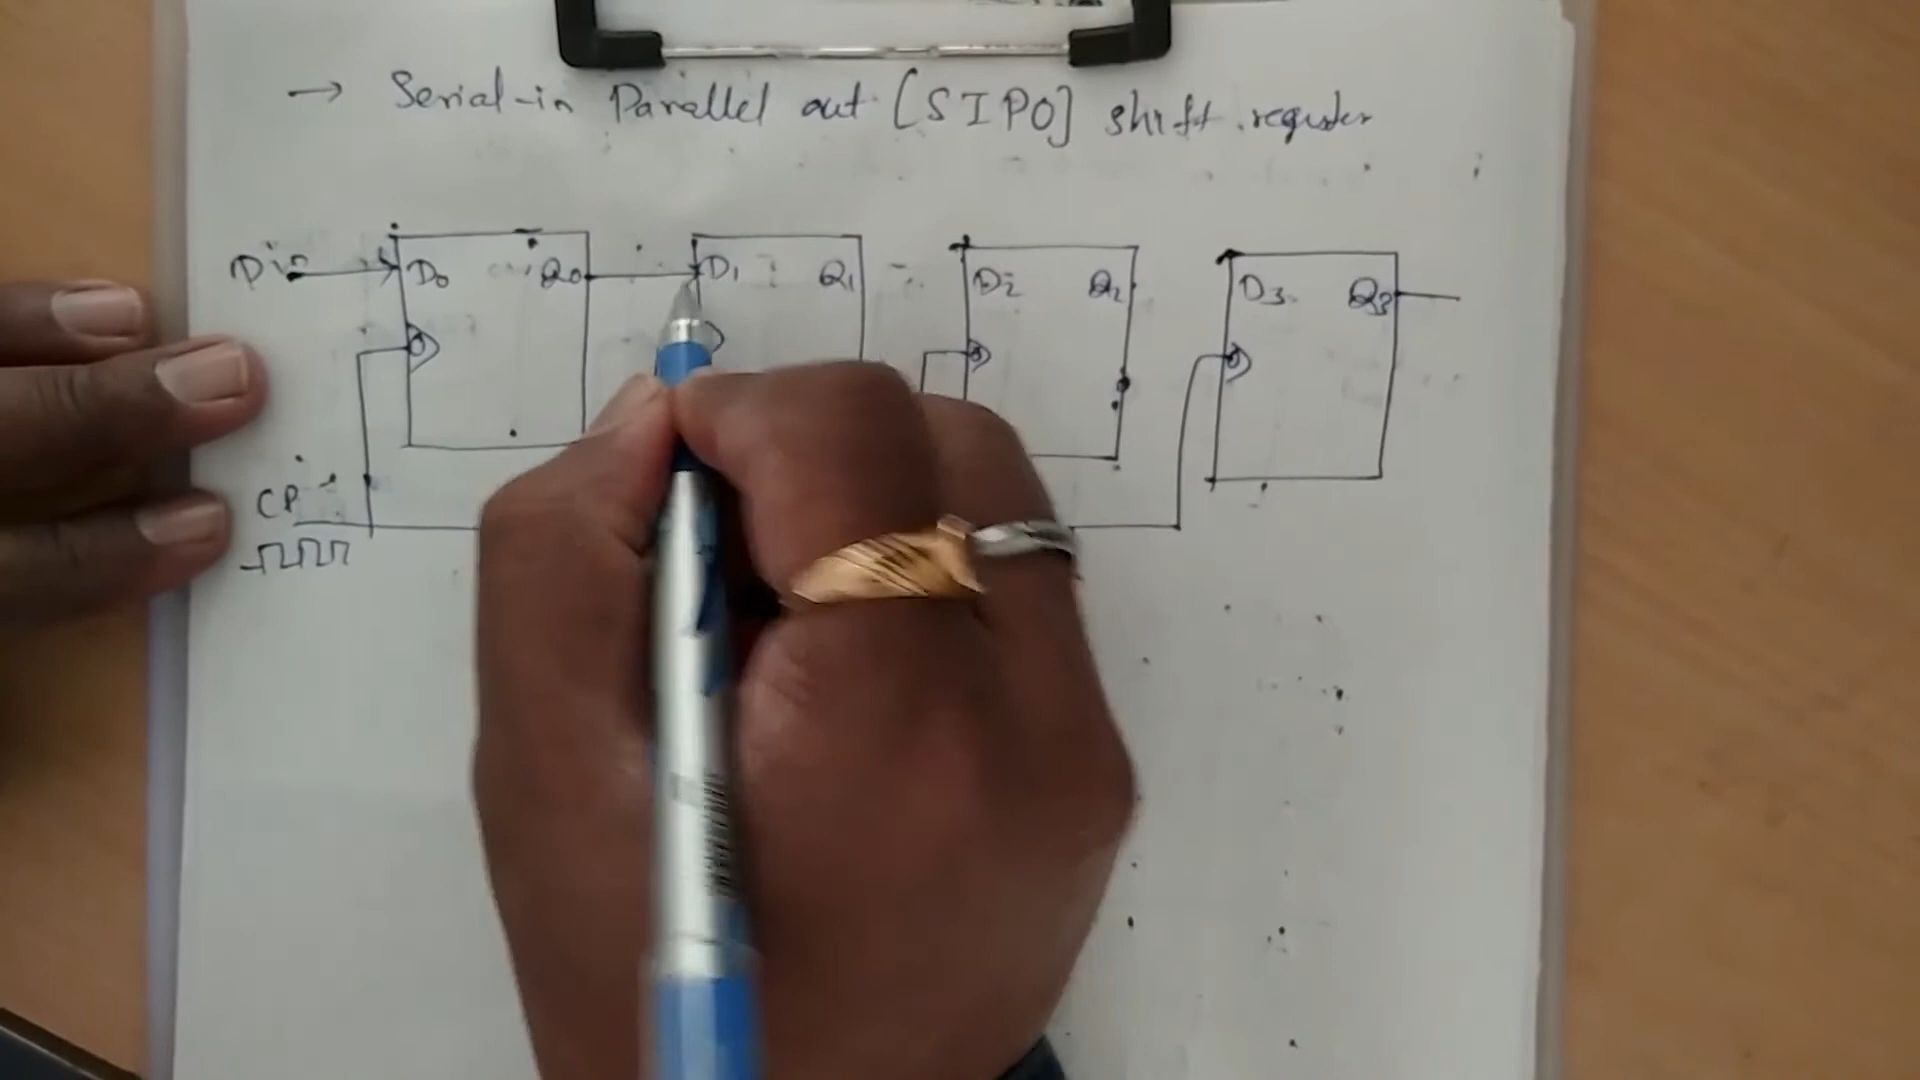 → Serial-in Parallel out [SIPO] shift register
Din D0 Q0 D1 Q1 D2 Q2 D3 Q3
CP